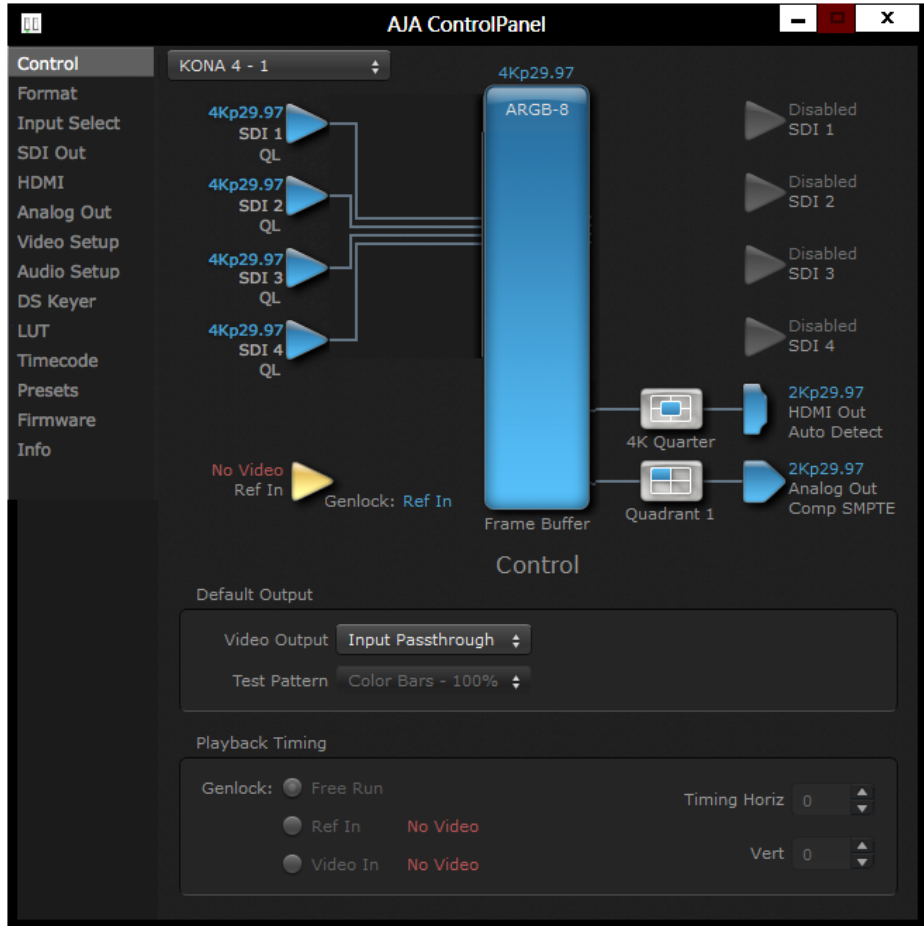 AJA ControlPanel
Control
Format
Input Select
SDI Out
HDMI
Analog Out
Video Setup
Audio Setup
DS Keyer
LUT
Timecode
Presets
Firmware
Info
KONA 4 - 1
4Kp29.97
SDI 1
QL
4Kp29.97
SDI 2
QL
4Kp29.97
SDI 3
QL
4Kp29.97
SDI 4
QL
No Video
Ref In
Genlock: Ref In
4Kp29.97
ARGB-8
Frame Buffer
Disabled
SDI 1
Disabled
SDI 2
Disabled
SDI 3
Disabled
SDI 4
4K Quarter
2Kp29.97
HDMI Out
Auto Detect
Quadrant 1
2Kp29.97
Analog Out
Comp SMPTE
Control
Default Output
Video Output Input Passthrough
Test Pattern Color Bars - 100%
Playback Timing
Genlock: Free Run
Ref In No Video
Video In No Video
Timing Horiz 0
Vert 0